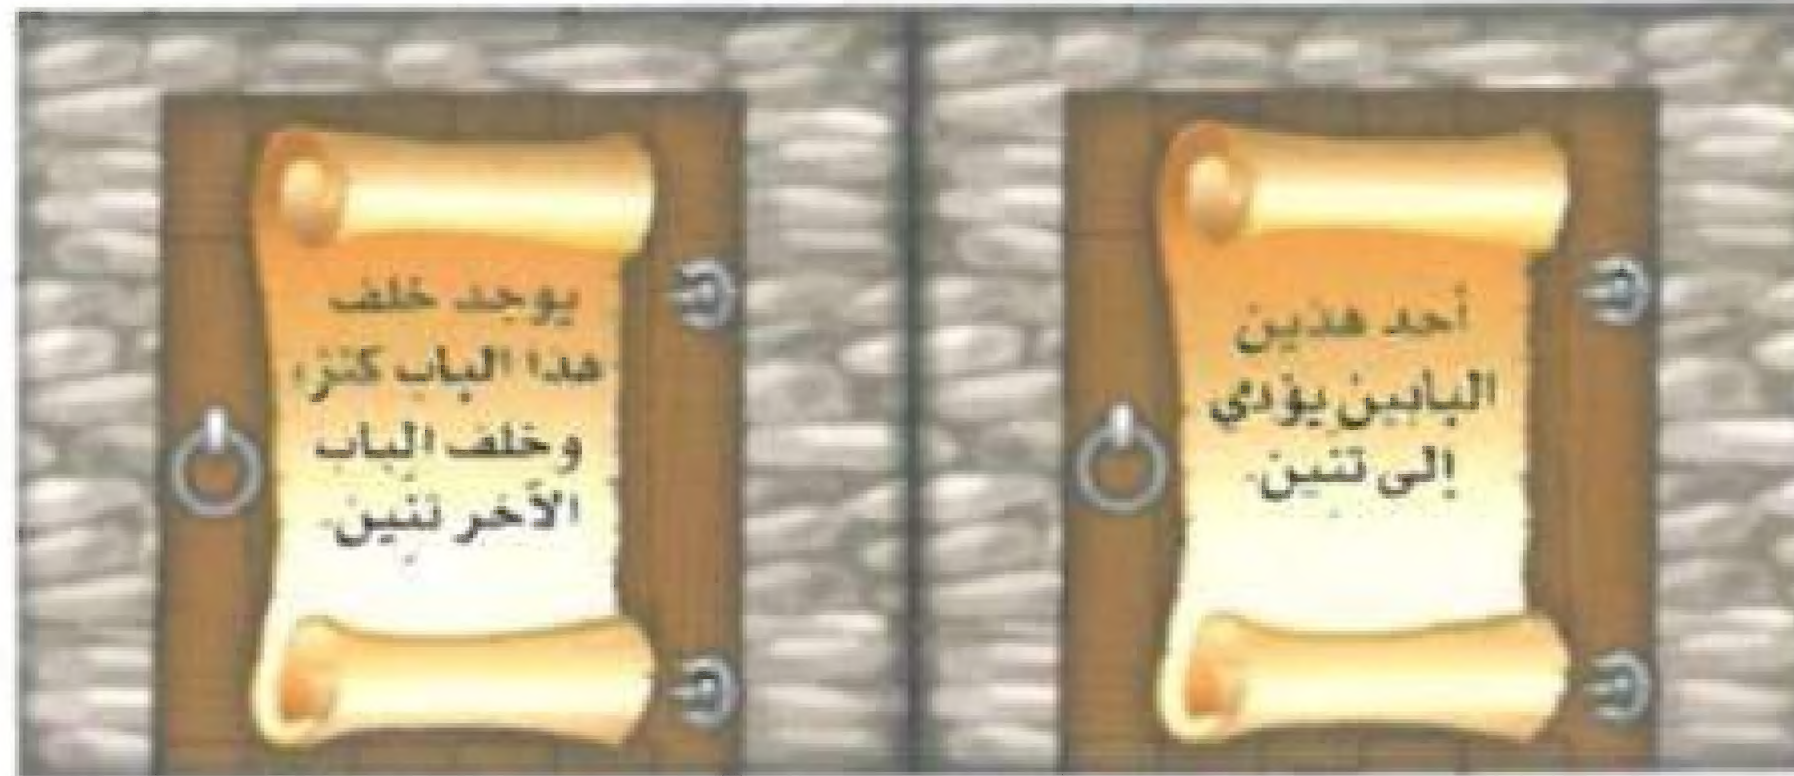 أحد هذين
البابين يؤدي
إلى تنين.
يوجد خلف
هذا الباب كنز؛
وخلف الباب
الآخر تنين.